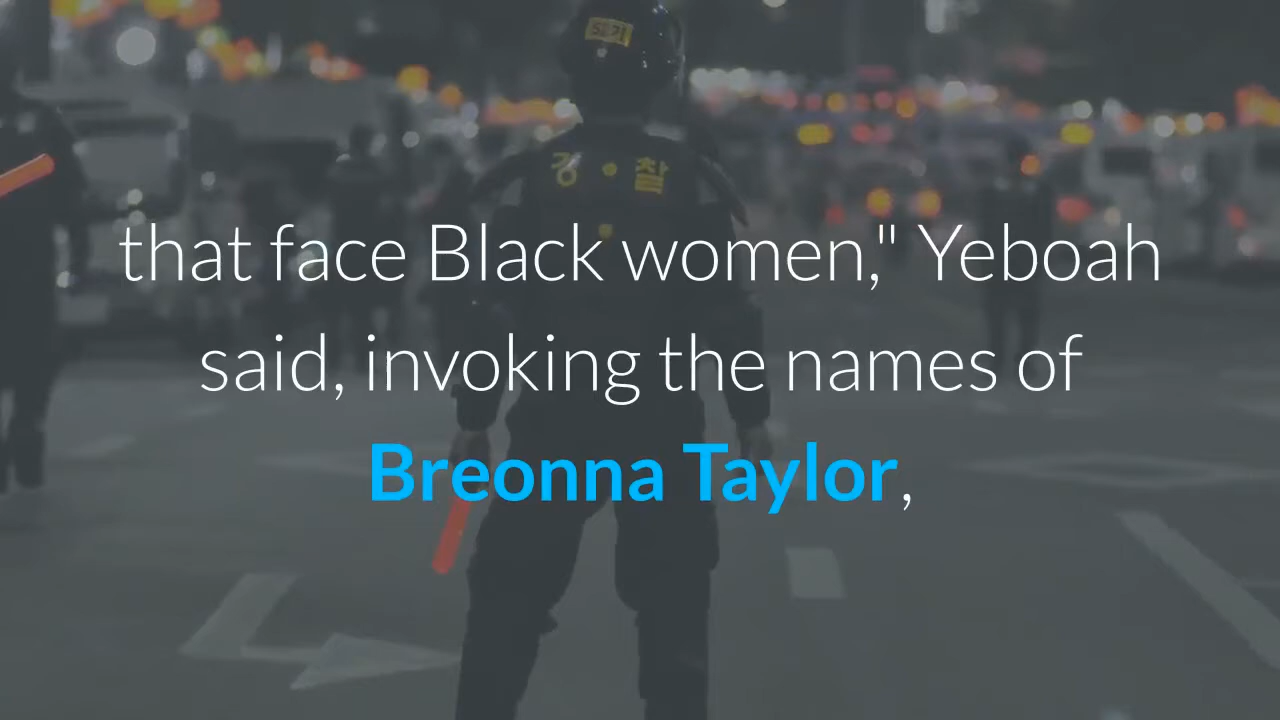 경찰
that face Black women," Yeboah
said, invoking the names of
Breonna Taylor,